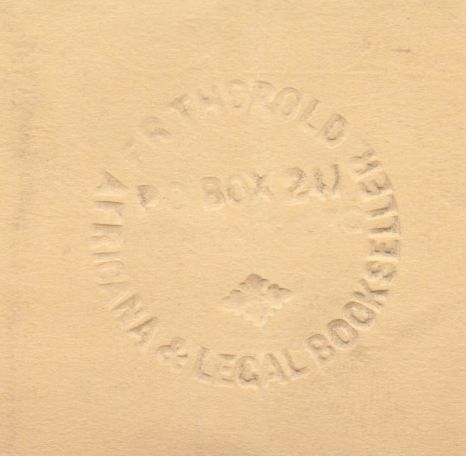 THOROLD
P.O BOX 241
AFRICANA & LEGAL BOOKSELLER